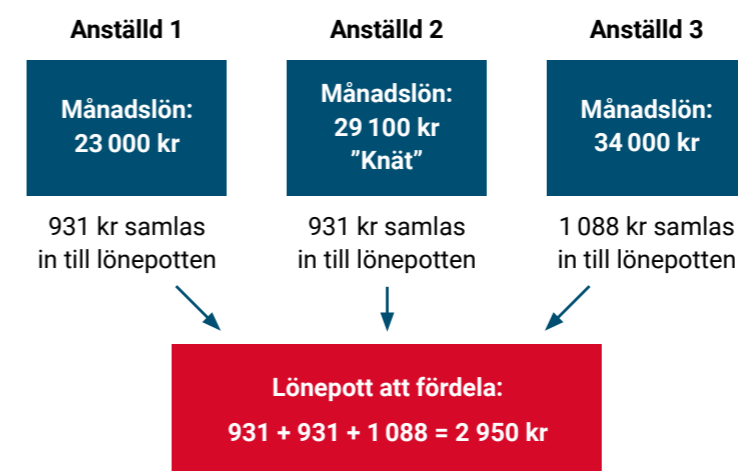 Anställd 1
Månadslön:
23 000 kr
931 kr samlas
in till lönepotten
Anställd 2
Månadslön:
29 100 kr
”Knät”
931 kr samlas
in till lönepotten
Anställd 3
Månadslön:
34 000 kr
1 088 kr samlas
in till lönepotten
Lönepott att fördela:
931 + 931 + 1 088 = 2 950 kr